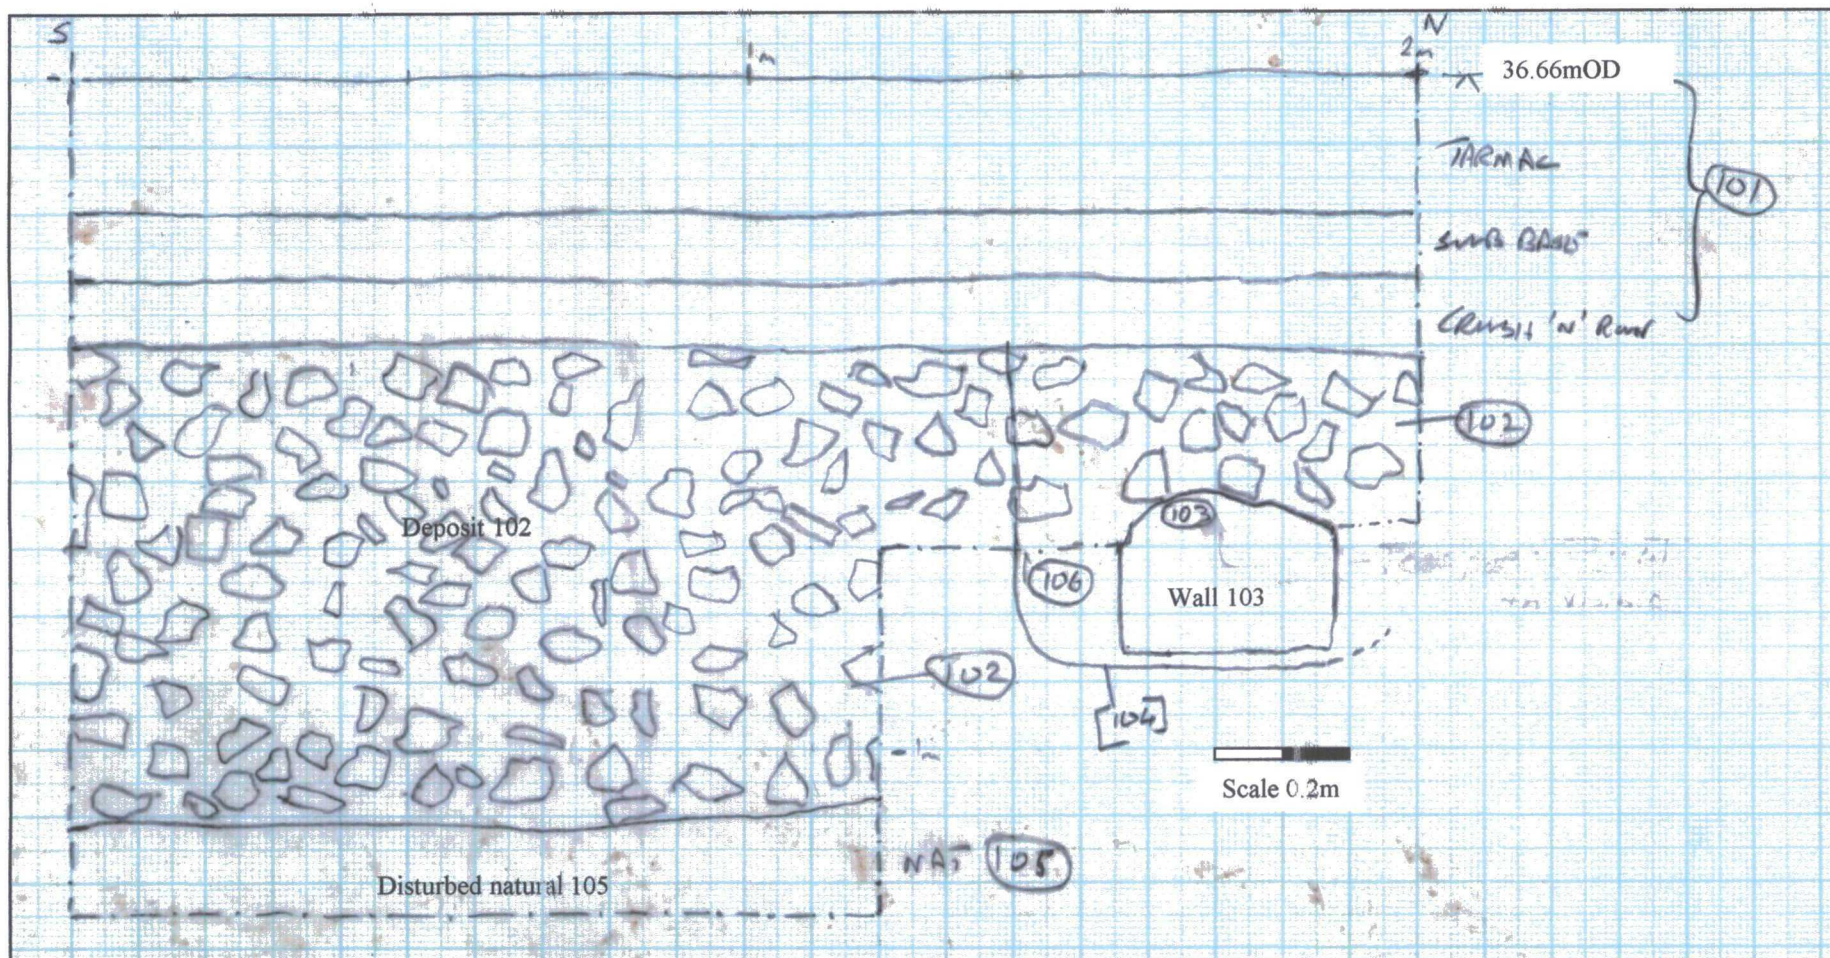 S
N
1m
2m
36.66mOD
TARMAC
101
SUB BASE
CRUSH 'N' RUN
102
Deposit 102
103
106
Wall 103
102
[104]
1m
Scale 0.2m
NAT 105
Disturbed natural 105